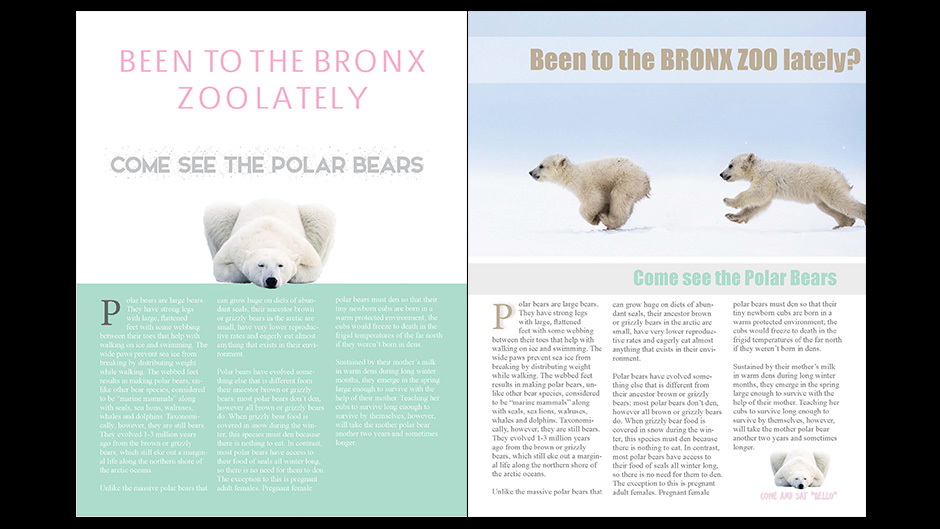 BEEN TO THE BRONX
ZOO LATELY
COME SEE THE POLAR BEARS
Polar bears are large bears.
They have strong legs
with large, flattened
feet with some webbing
between their toes that help with
walking on ice and swimming. The
wide paws prevent sea ice from
breaking by distributing weight
while walking. The webbed feet
results in making polar bears, un-
like other bear species, considered
to be "marine mammals" along
with seals, sea lions, walruses,
whales and dolphins. Taxonomi-
cally, however, they are still bears.
They evolved 1-3 million years
ago from the brown or grizzly
bears, which still eke out a margin-
al life along the northern shore of
the arctic oceans.
Unlike the massive polar bears that
can grow huge on diets of abun-
dant seals, their ancestor brown
or grizzly bears in the arctic are
small, have very lower reproduc-
tive rates and eagerly eat almost
anything that exists in their envi-
ronment.
Polar bears have evolved some-
thing else that is different from
their ancestor brown or grizzly
bears: most polar bears don't den,
however all brown or grizzly bears
do. When grizzly bear food is
covered in snow during the win-
ter, this species must den because
there is nothing to eat. In contrast,
most polar bears have access to
their food of seals all winter long,
so there is no need for them to den.
The exception to this is pregnant
adult females. Pregnant female
polar bears must den so that their
tiny newborn cubs are born in a
warm protected environment, the
cubs would freeze to death in the
frigid temperatures of the far north
if they weren't born in dens.
Sustained by their mother's milk
in warm dens during long winter
months, they emerge in the spring
large enough to survive with the
help of their mother. Teaching her
cubs to survive long enough to
survive by themselves, however,
will take the mother polar bear
another two years and sometimes
longer.
Been to the BRONX ZOO lately?
Come see the Polar Bears
Polar bears are large bears.
They have strong legs
with large, flattened
feet with some webbing
between their toes that help with
walking on ice and swimming. The
wide paws prevent sea ice from
breaking by distributing weight
while walking. The webbed feet
results in making polar bears, un-
like other bear species, considered
to be "marine mammals" along
with seals, sea lions, walruses,
whales and dolphins. Taxonomi-
cally, however, they are still bears.
They evolved 1-3 million years
ago from the brown or grizzly
bears, which still eke out a margin-
al life along the northern shore of
the arctic oceans.
Unlike the massive polar bears that
can grow huge on diets of abun-
dant seals, their ancestor brown
or grizzly bears in the arctic are
small, have very lower reproduc-
tive rates and eagerly eat almost
anything that exists in their envi-
ronment.
Polar bears have evolved some-
thing else that is different from
their ancestor brown or grizzly
bears: most polar bears don't den,
however all brown or grizzly bears
do. When grizzly bear food is
covered in snow during the win-
ter, this species must den because
there is nothing to eat. In contrast,
most polar bears have access to
their food of seals all winter long,
so there is no need for them to den.
The exception to this is pregnant
adult females. Pregnant female
polar bears must den so that their
tiny newborn cubs are born in a
warm protected environment, the
cubs would freeze to death in the
frigid temperatures of the far north
if they weren't born in dens.
Sustained by their mother's milk
in warm dens during long winter
months, they emerge in the spring
large enough to survive with the
help of their mother. Teaching her
cubs to survive long enough to
survive by themselves, however,
will take the mother polar bear
another two years and sometimes
longer.
COME AND SAY "HELLO"